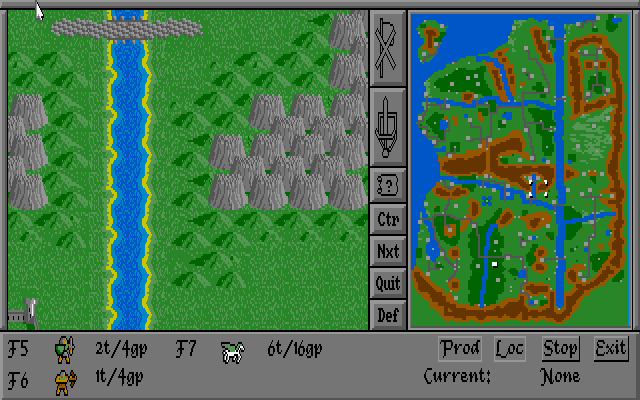 ?
Ctr
Nxt
Quit
Def
F5 2t/4gp F7 6t/16gp Prod Loc Stop Exit
F6 1t/4gp Current: None